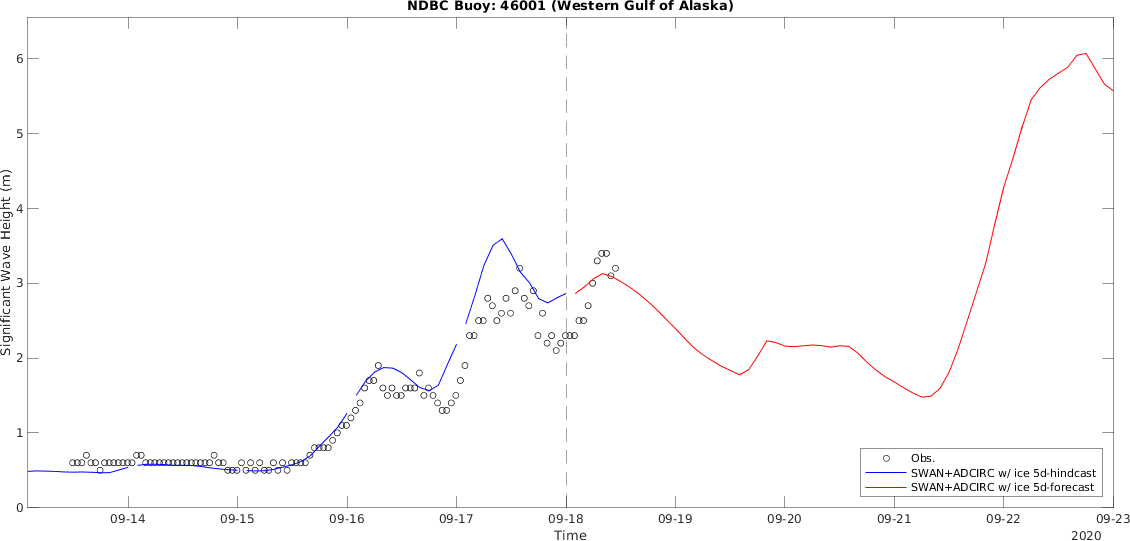 NDBC Buoy: 46001 (Western Gulf of Alaska)
6
5
4
3
2
1
0
Significant Wave Height (m)
09-14 09-15 09-16 09-17 09-18 09-19 09-20 09-21 09-22 09-23
Time
2020
Obs.
SWAN+ADCIRC w/ ice 5d-hindcast
SWAN+ADCIRC w/ ice 5d-forecast